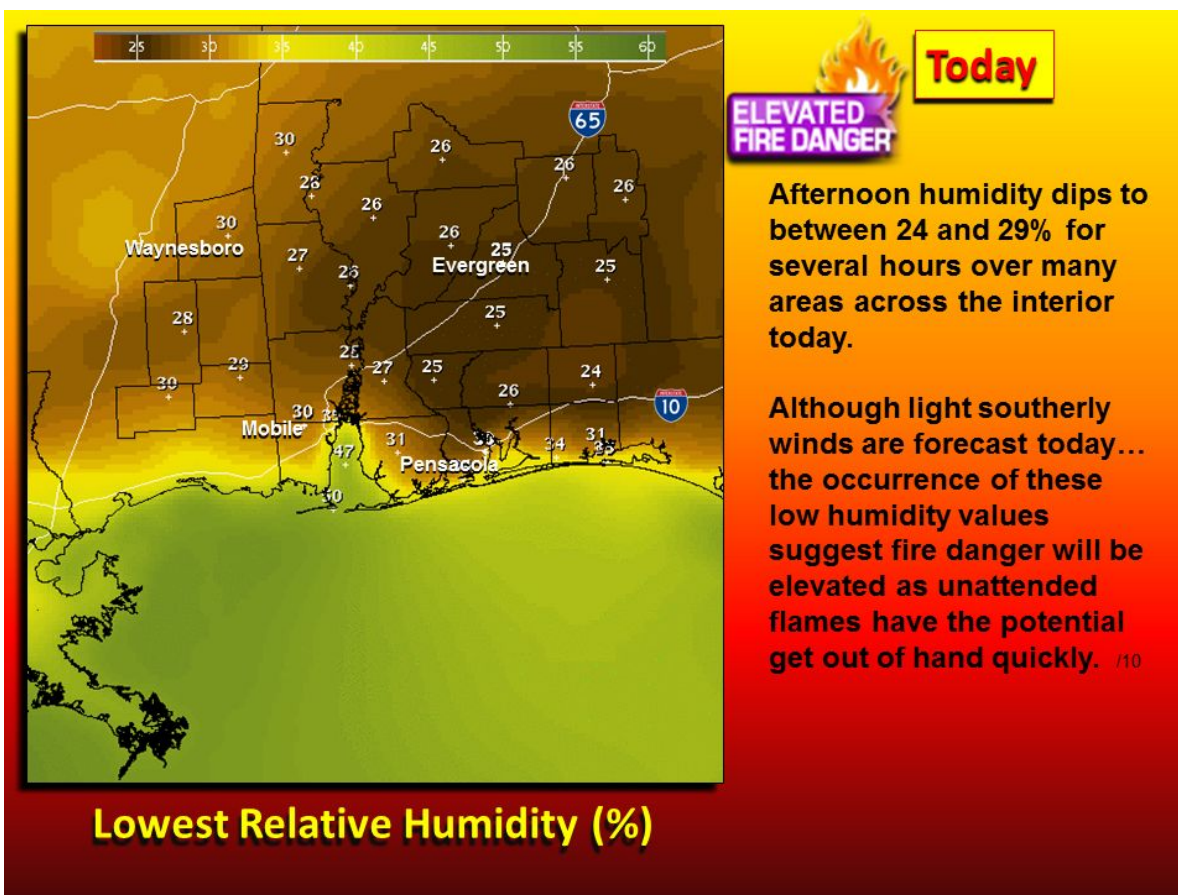 25 30 35 40 45 50 55 60
Today
ELEVATED
FIRE DANGER
INTERSTATE
65
30
26
26
28
26
26
30
26
25
Waynesboro
27
Evergreen
25
26
28
25
29
27
25
24
30
26
INTERSTATE
10
30
Mobile
31
31
34
47
Pensacola
Afternoon humidity dips to
between 24 and 29% for
several hours over many
areas across the interior
today.
Although light southerly
winds are forecast today…
the occurrence of these
low humidity values
suggest fire danger will be
elevated as unattended
flames have the potential
get out of hand quickly. /10
Lowest Relative Humidity (%)